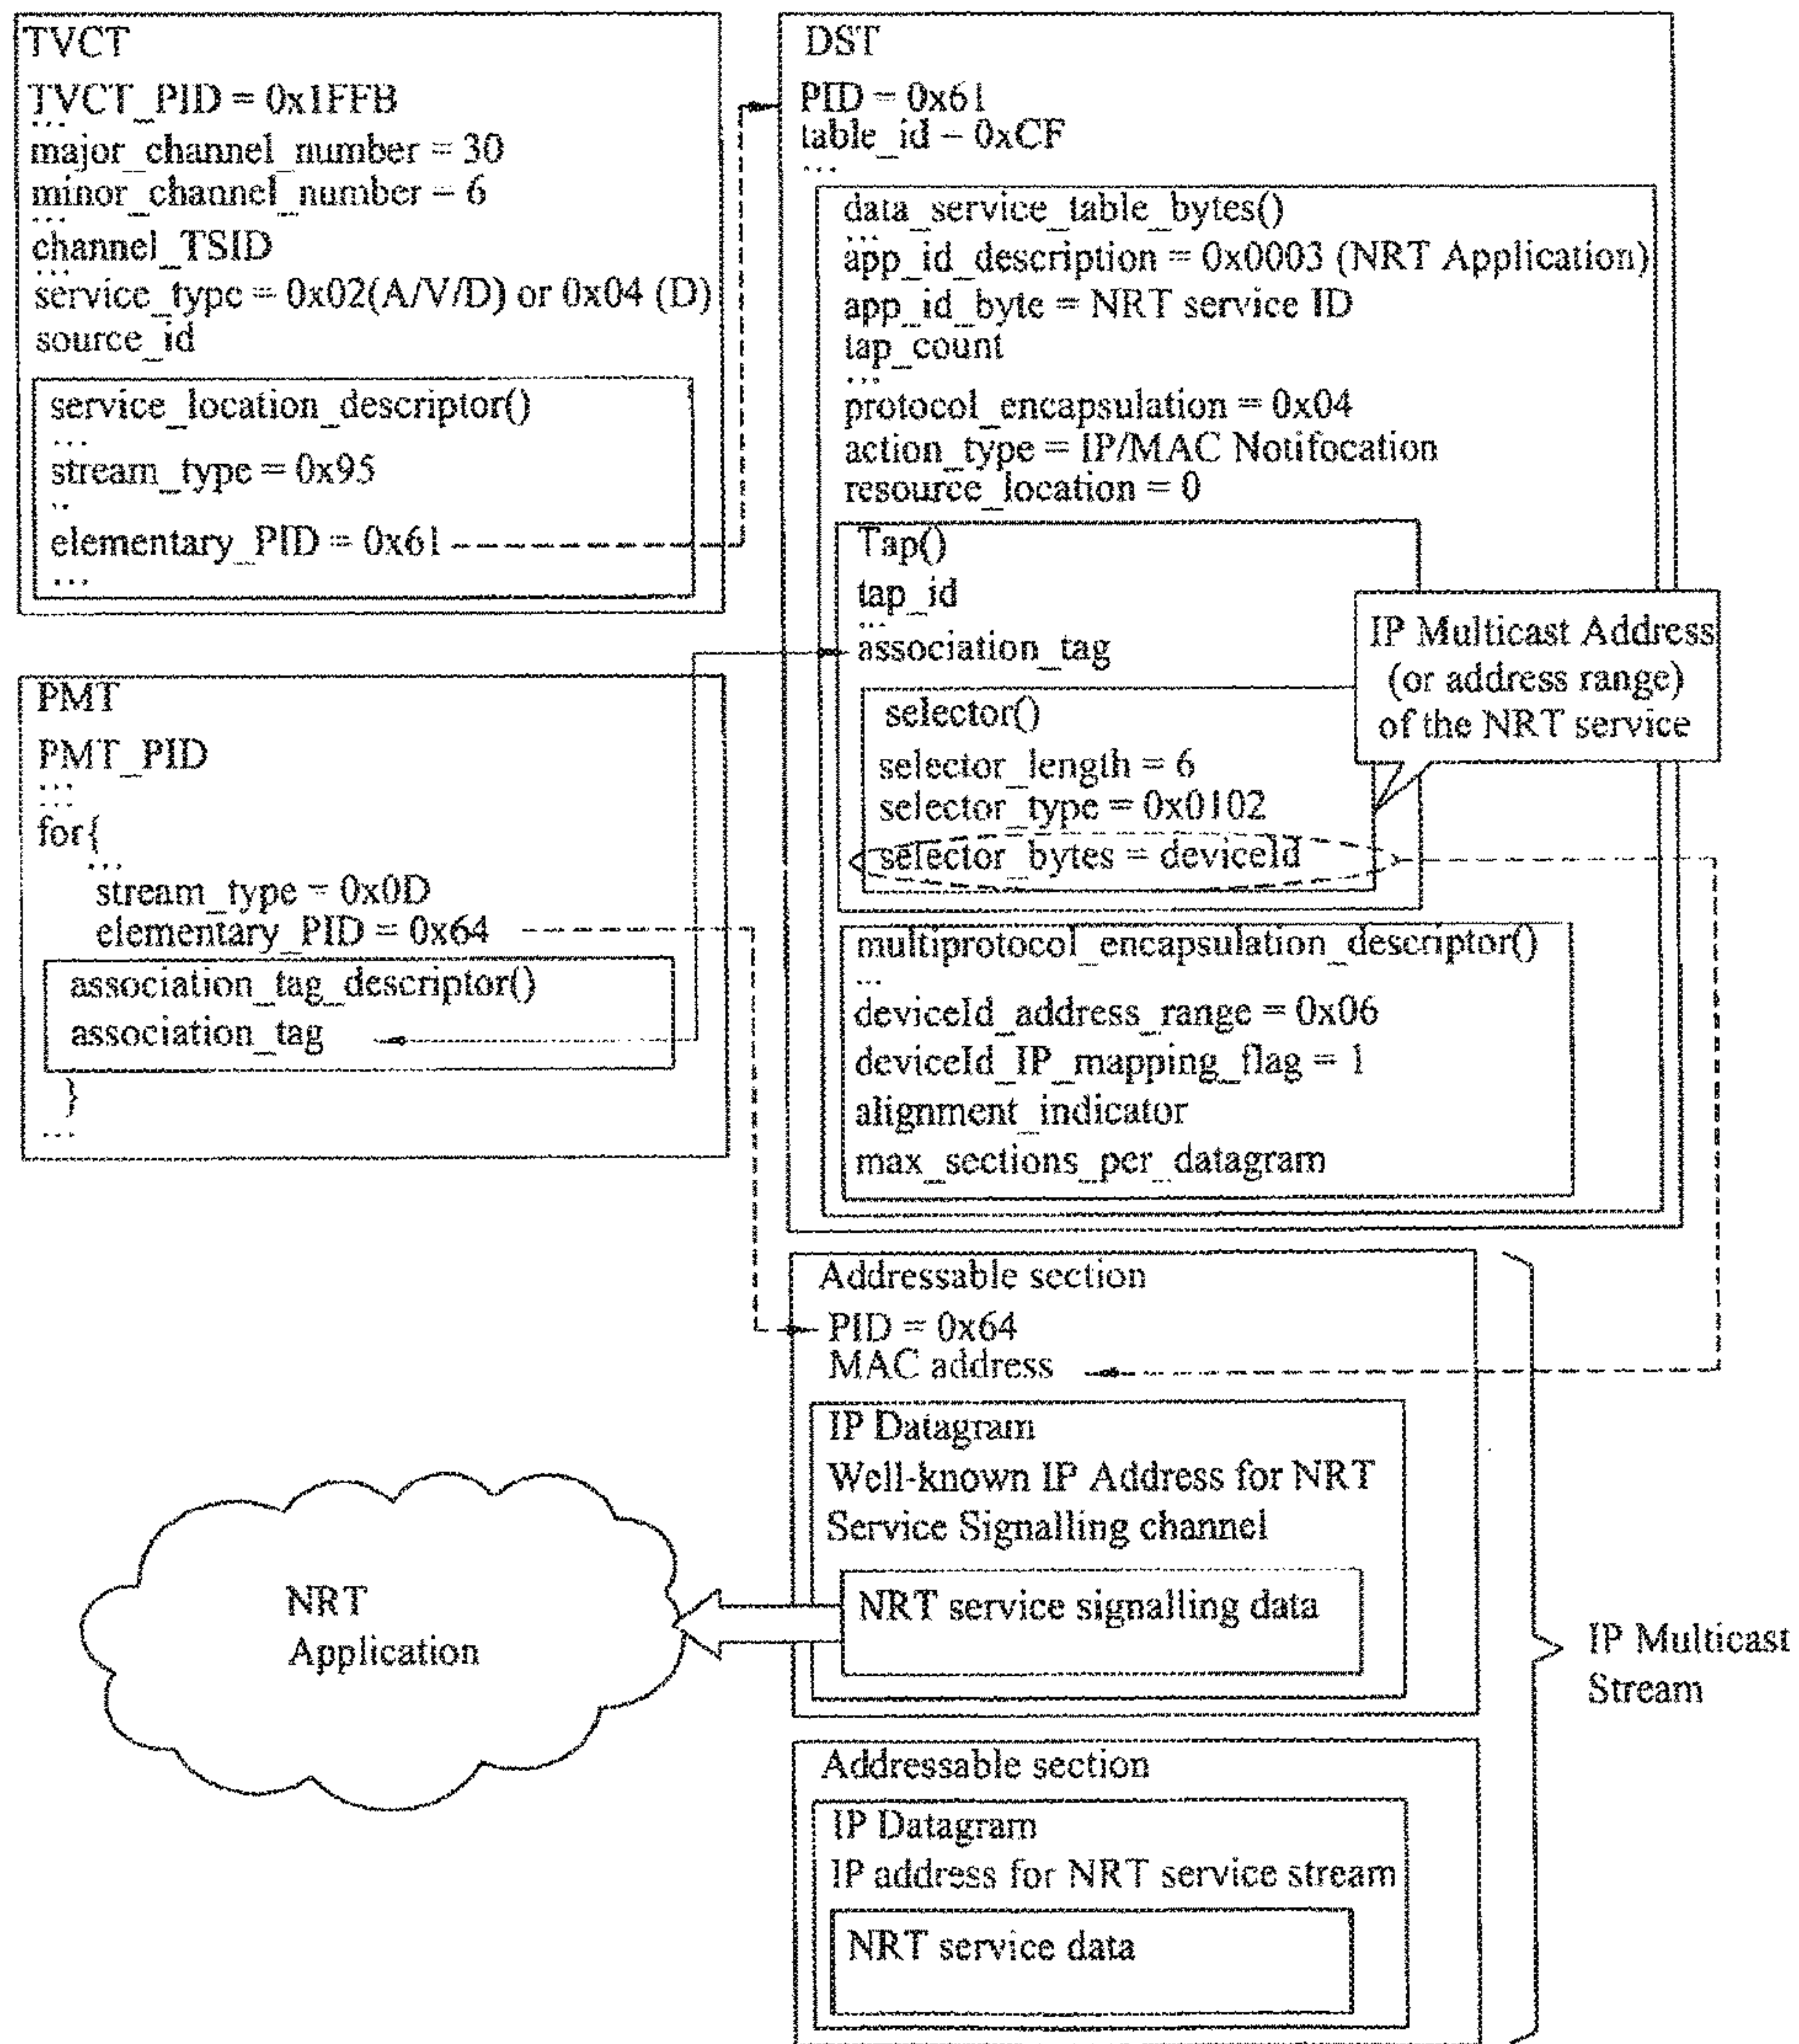 TVCT
TVCT_PID = 0x1FFB
...
major_channel_number = 30
minor_channel_number = 6
...
channel_TSID
...
service_type = 0x02(A/V/D) or 0x04 (D)
source_id
service_location_descriptor()
...
stream_type = 0x95
..
elementary_PID = 0x61
...
PMT
PMT_PID
...
...
for{
...
stream_type = 0x0D
elementary_PID = 0x64
association_tag_descriptor()
association_tag
}
...
DST
PID = 0x61
table_id = 0xCF
...
data_service_table_bytes()
...
app_id_description = 0x0003 (NRT Application)
app_id_byte = NRT service ID
tap_count
...
protocol_encapsulation = 0x04
action_type = IP/MAC Notifocation
resource_location = 0
Tap()
tap_id
...
association_tag
selector()
selector_length = 6
selector_type = 0x0102
selector_bytes = deviceId
IP Multicast Address
(or address range)
of the NRT service
multiprotocol_encapsulation_descriptor()
...
deviceId_address_range = 0x06
deviceId_IP_mapping_flag = 1
alignment_indicator
max_sections_per_datagram
Addressable section
PID = 0x64
MAC address
IP Datagram
Well-known IP Address for NRT
Service Signalling channel
NRT service signalling data
NRT
Application
IP Multicast
Stream
Addressable section
IP Datagram
IP address for NRT service stream
NRT service data